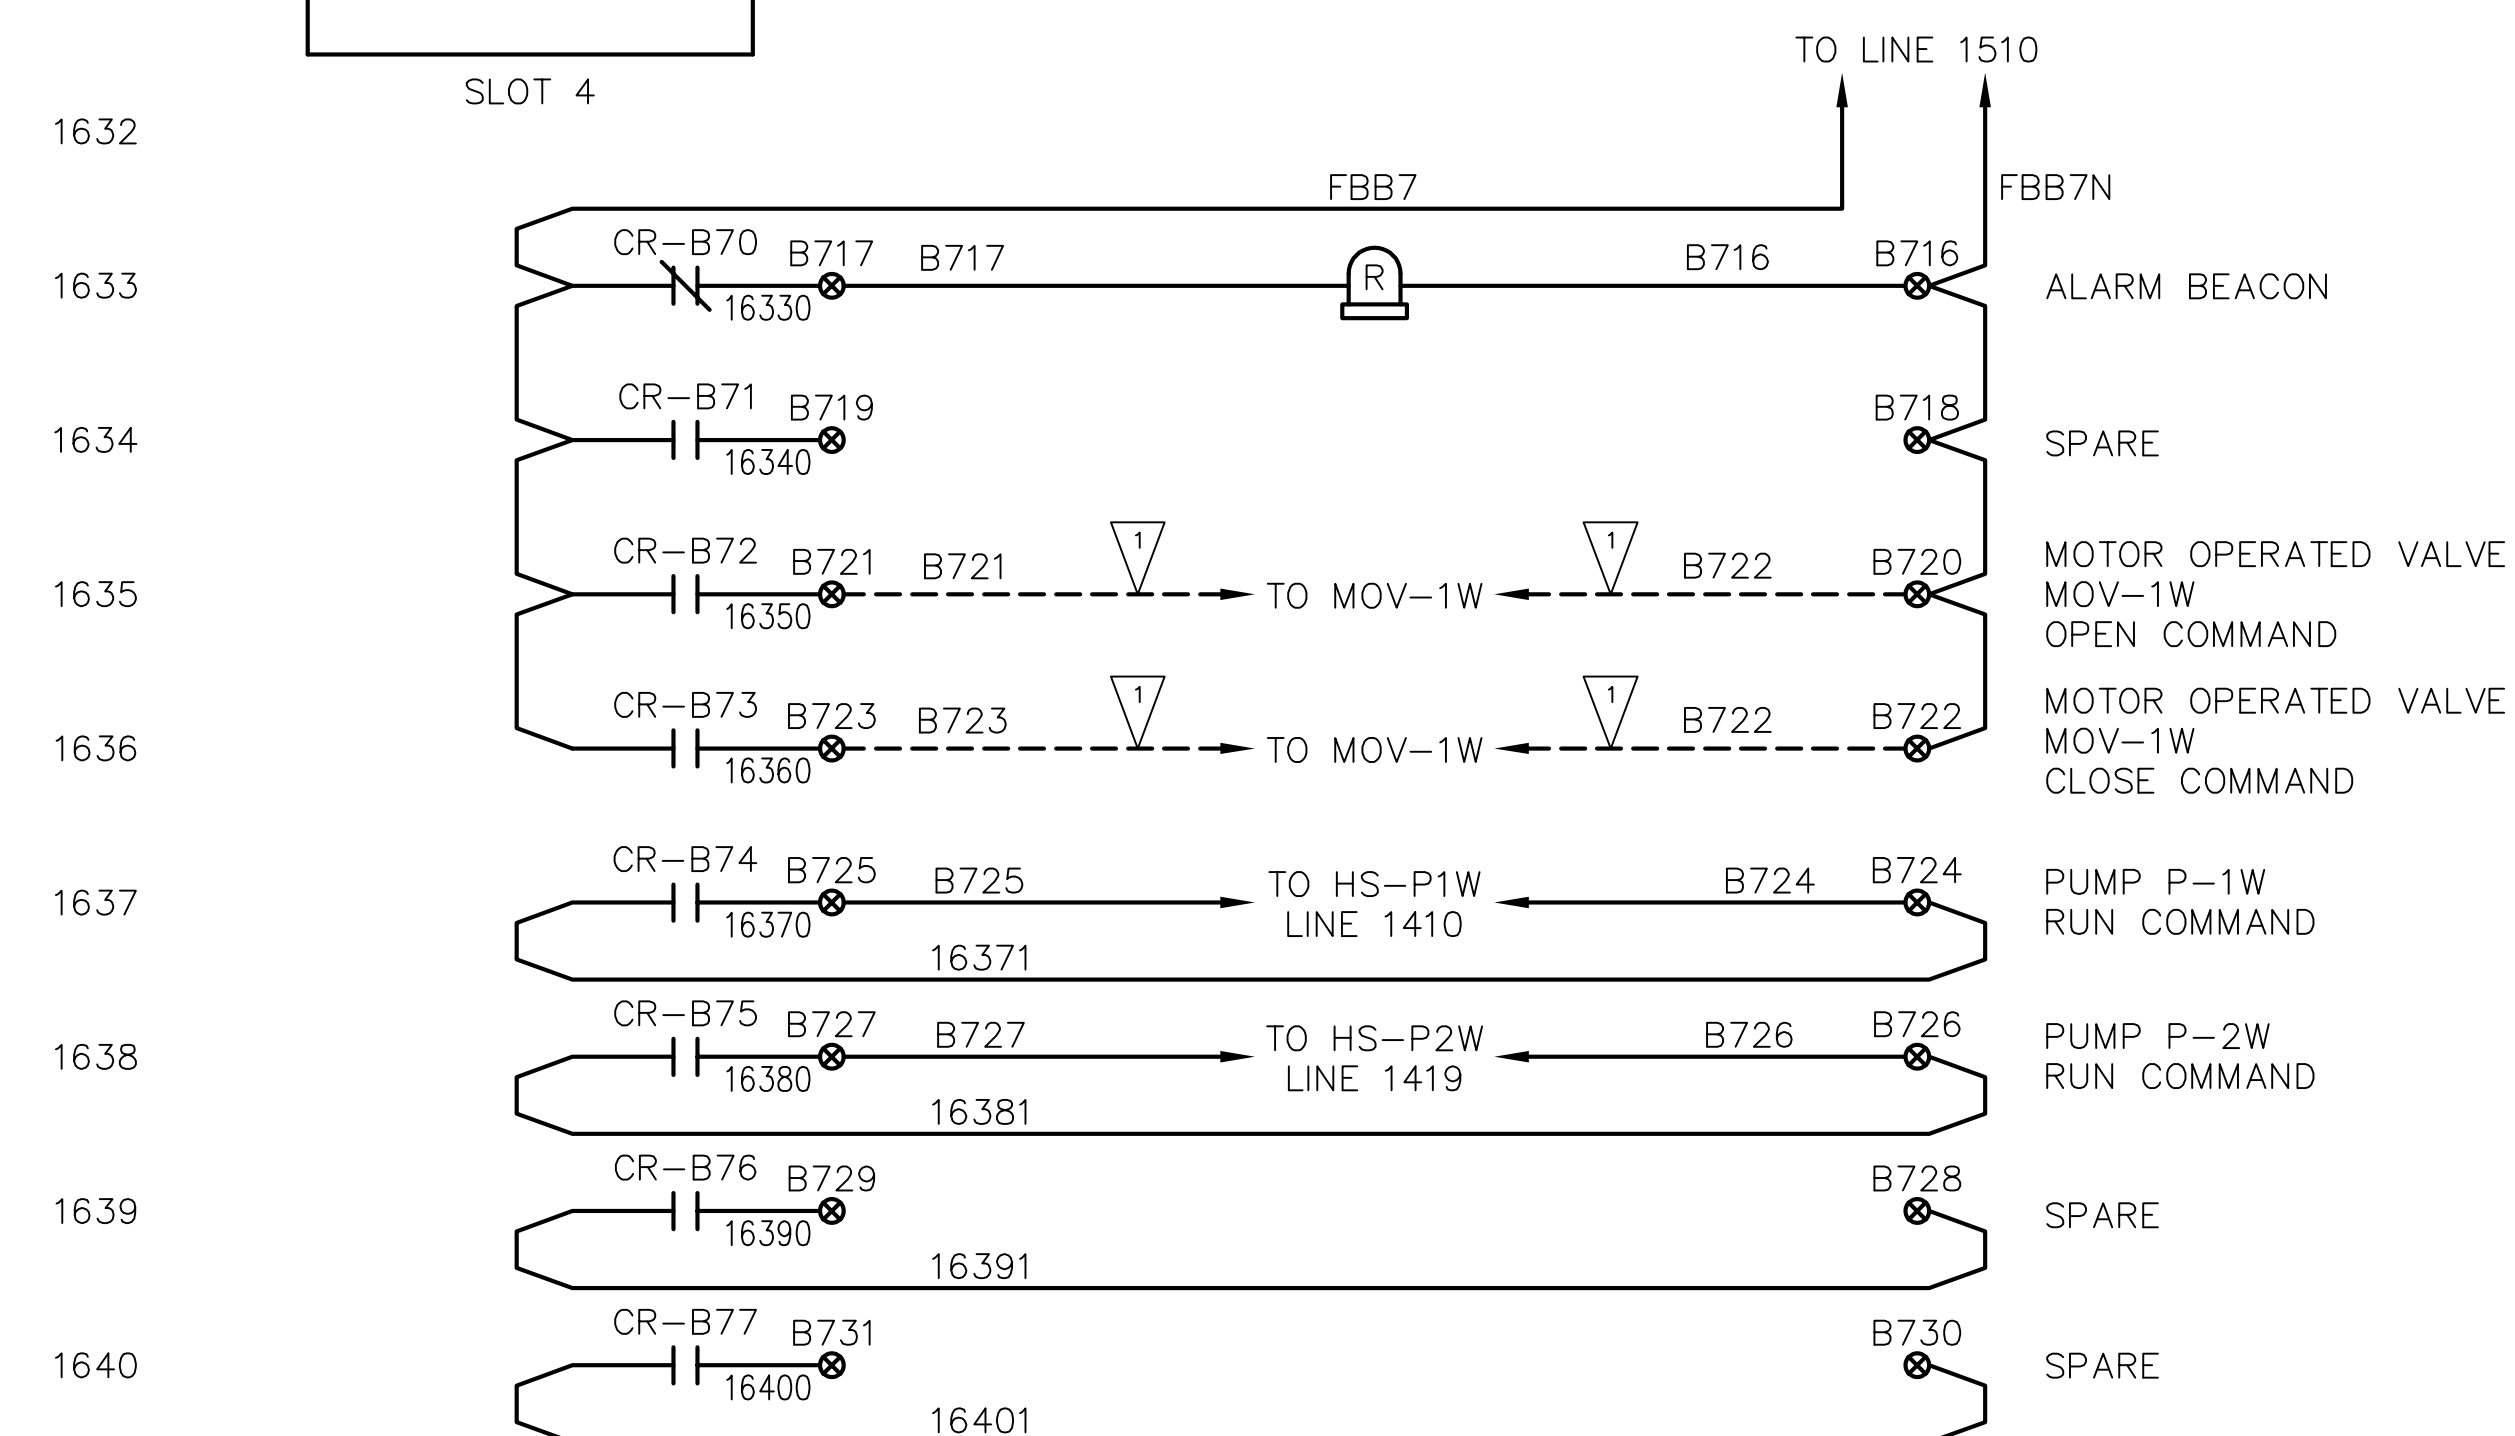 TO LINE 1510
SLOT 4
1632
FBB7
FBB7N
CR-B70
B717
B717
R
B716
B716
1633
16330
ALARM BEACON
CR-B71
B719
B718
1634
16340
SPARE
CR-B72
B721
B721
1
1
B722
B720
1635
16350
TO MOV-1W
MOTOR OPERATED VALVE
MOV-1W
OPEN COMMAND
CR-B73
B723
B723
1
1
B722
B722
1636
16360
TO MOV-1W
MOTOR OPERATED VALVE
MOV-1W
CLOSE COMMAND
CR-B74
B725
B725
TO HS-P1W
LINE 1410
B724
B724
1637
16370
16371
PUMP P-1W
RUN COMMAND
CR-B75
B727
B727
TO HS-P2W
LINE 1419
B726
B726
1638
16380
16381
PUMP P-2W
RUN COMMAND
CR-B76
B729
B728
1639
16390
16391
SPARE
CR-B77
B731
B730
1640
16400
16401
SPARE